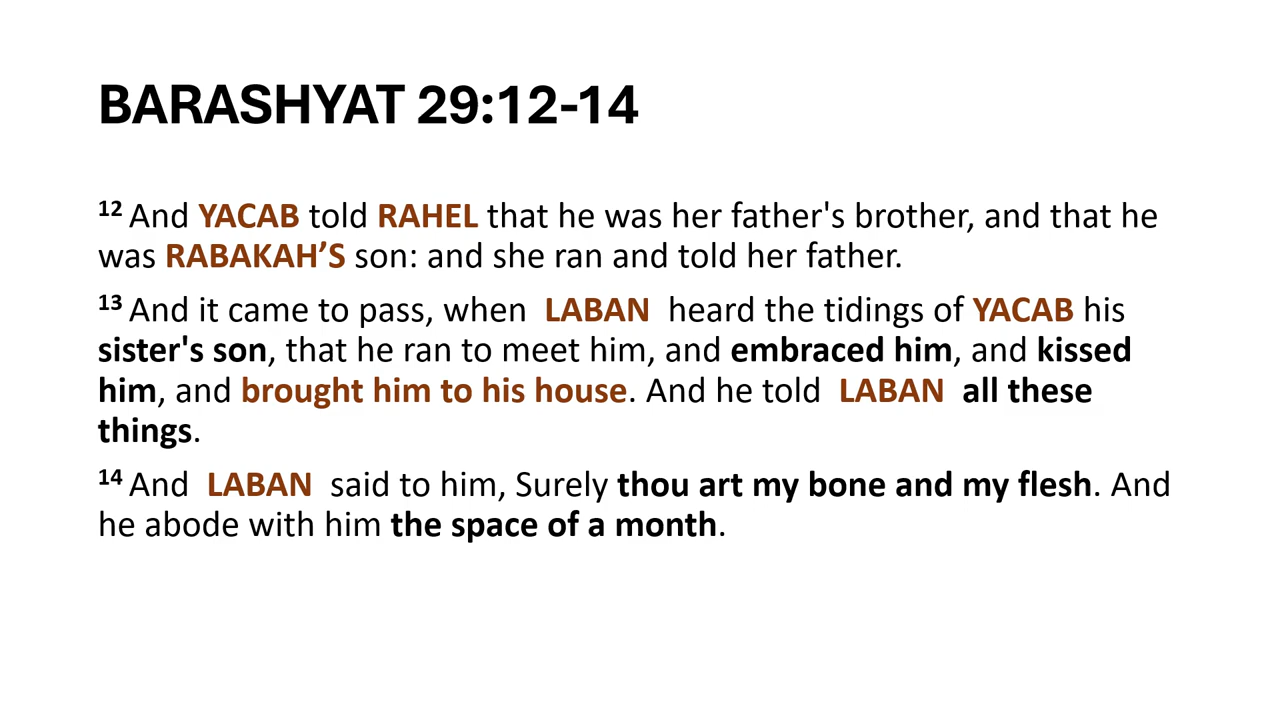 BARASHYAT 29:12-14
12 And YACAB told RAHEL that he was her father's brother, and that he
was RABAKAH’S son: and she ran and told her father.
13 And it came to pass, when LABAN heard the tidings of YACAB his
sister's son, that he ran to meet him, and embraced him, and kissed
him, and brought him to his house. And he told LABAN all these
things.
14 And LABAN said to him, Surely thou art my bone and my flesh. And
he abode with him the space of a month.